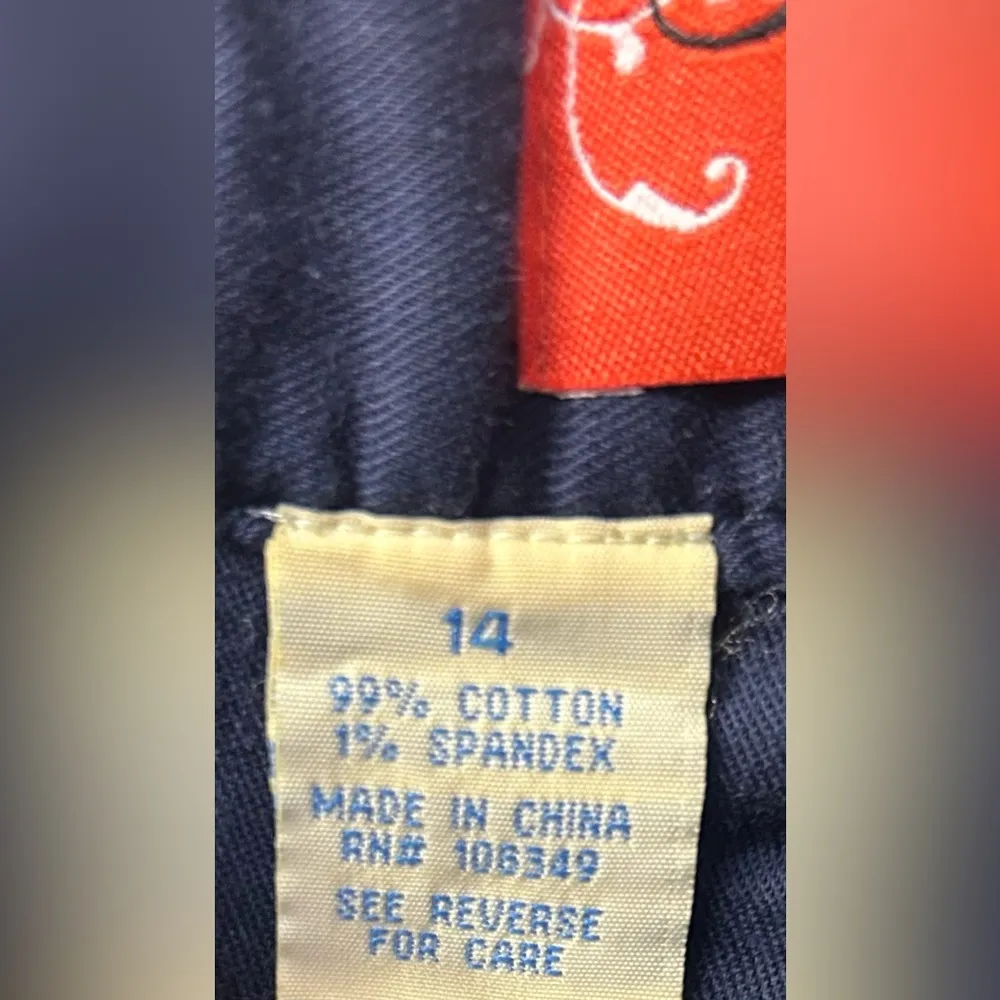 14
99% COTTON
1% SPANDEX
MADE IN CHINA
RN# 106349
SEE REVERSE
FOR CARE